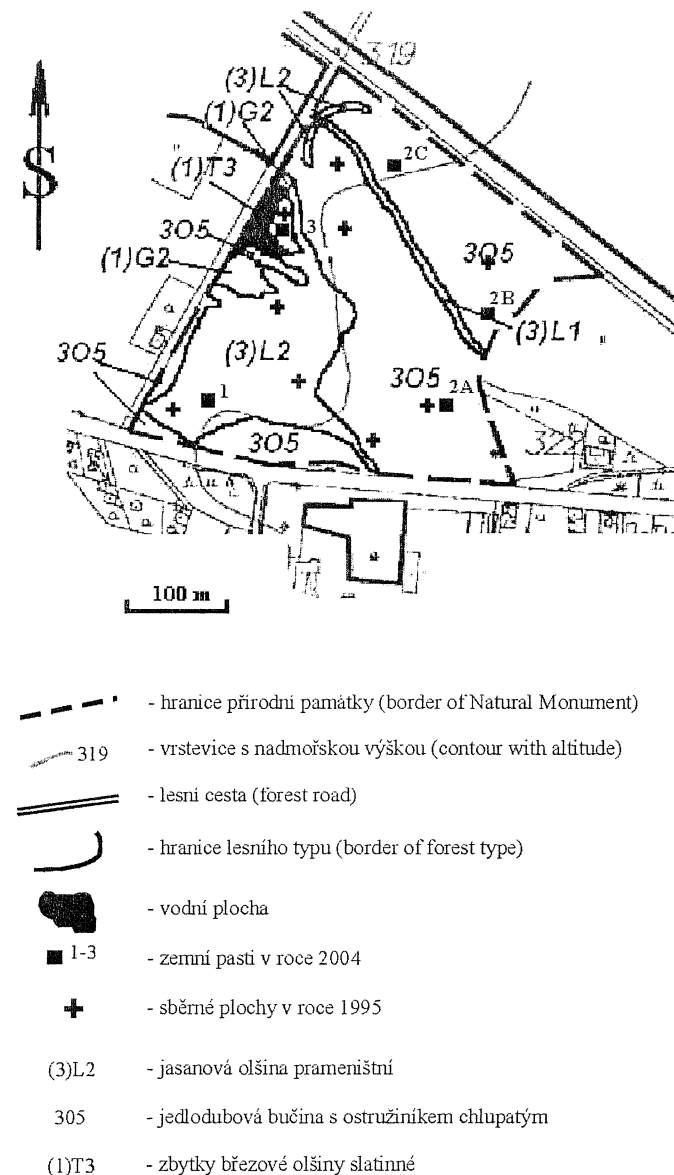 319
(3)L2
(1)G2
(1)T3
2C
S
3
3O5
3O5
(1)G2
2B
(3)L1
(3)L2
3O5
3O5
2A
1
3O5
322
100 m
- hranice přírodní památky (border of Natural Monument)
319 - vrstevice s nadmořskou výškou (contour with altitude)
- lesní cesta (forest road)
- hranice lesního typu (border of forest type)
- vodní plocha
1-3 - zemní pasti v roce 2004
- sběrné plochy v roce 1995
(3)L2 - jasanová olšina prameništní
305 - jedlodubová bučina s ostružiníkem chlupatým
(1)T3 - zbytky březové olšiny slatinné